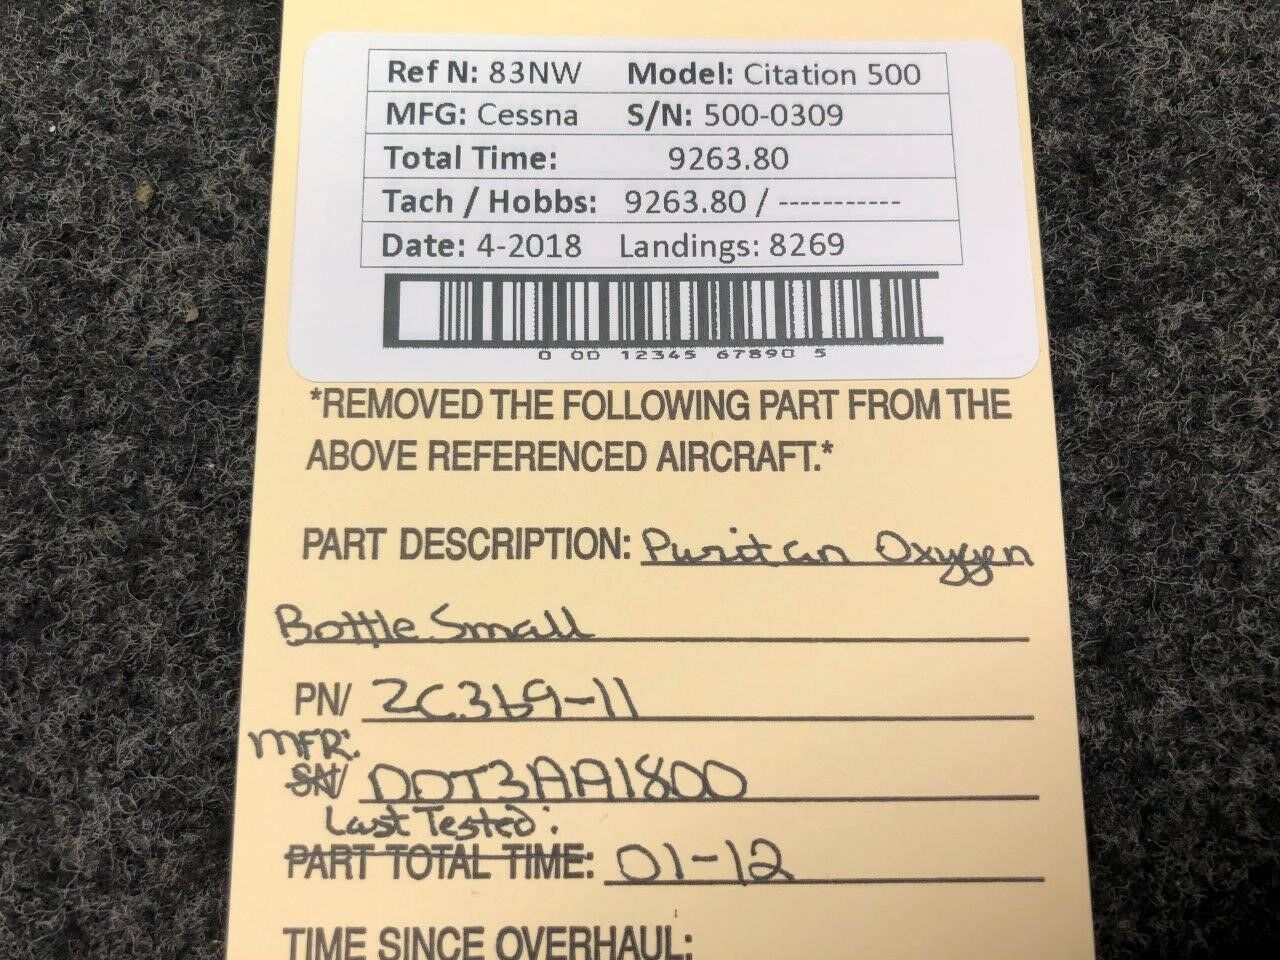 Ref N: 83NW Model: Citation 500
MFG: Cessna S/N: 500-0309
Total Time: 9263.80
Tach / Hobbs: 9263.80 / -----------
Date: 4-2018 Landings: 8269
0 00 12345 67890 5
*REMOVED THE FOLLOWING PART FROM THE
ABOVE REFERENCED AIRCRAFT.*
PART DESCRIPTION: Puritan Oxygen
Bottle Small
PN/ ZC369-11
MFR:
SN/ DOT3AA1800
Last Tested:
PART TOTAL TIME: 01-12
TIME SINCE OVERHAUL: